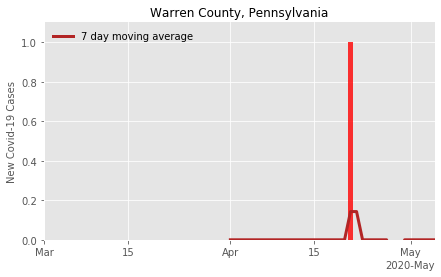 Warren County, Pennsylvania
7 day moving average
New Covid-19 Cases
1.0
0.8
0.6
0.4
0.2
0.0
Mar 15 Apr 15 May
2020-May